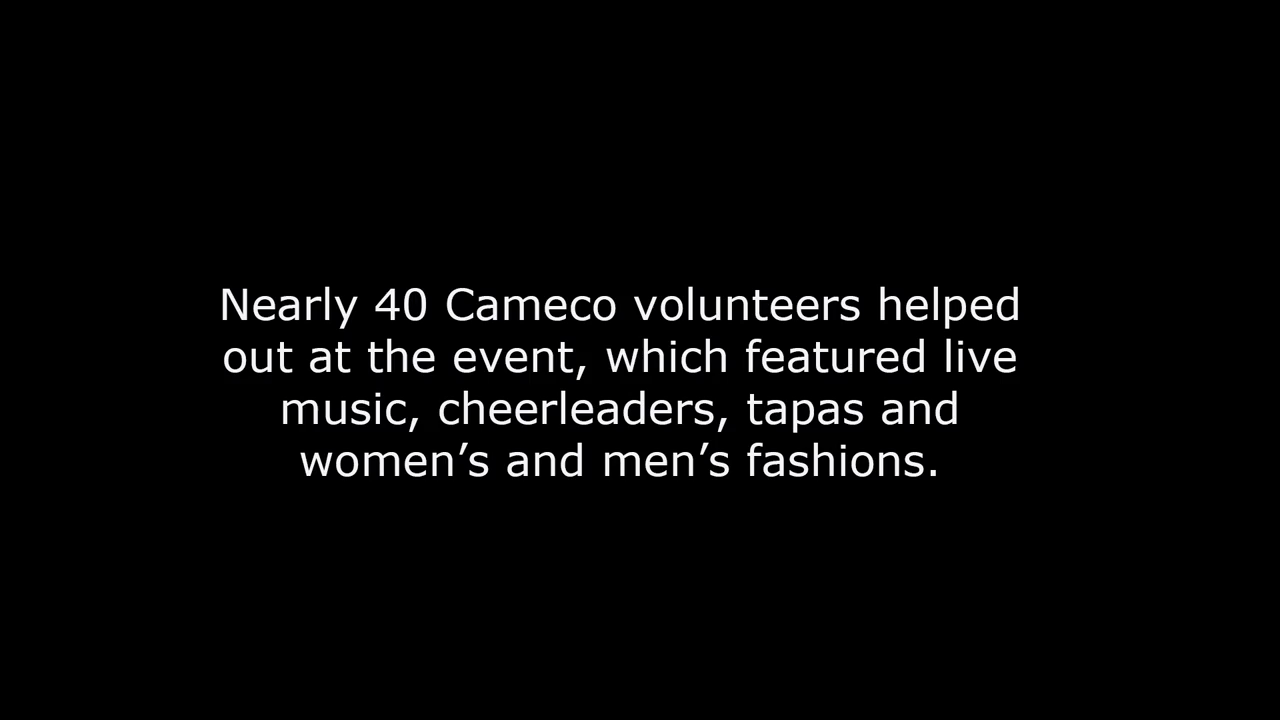 Nearly 40 Cameco volunteers helped
out at the event, which featured live
music, cheerleaders, tapas and
women’s and men’s fashions.